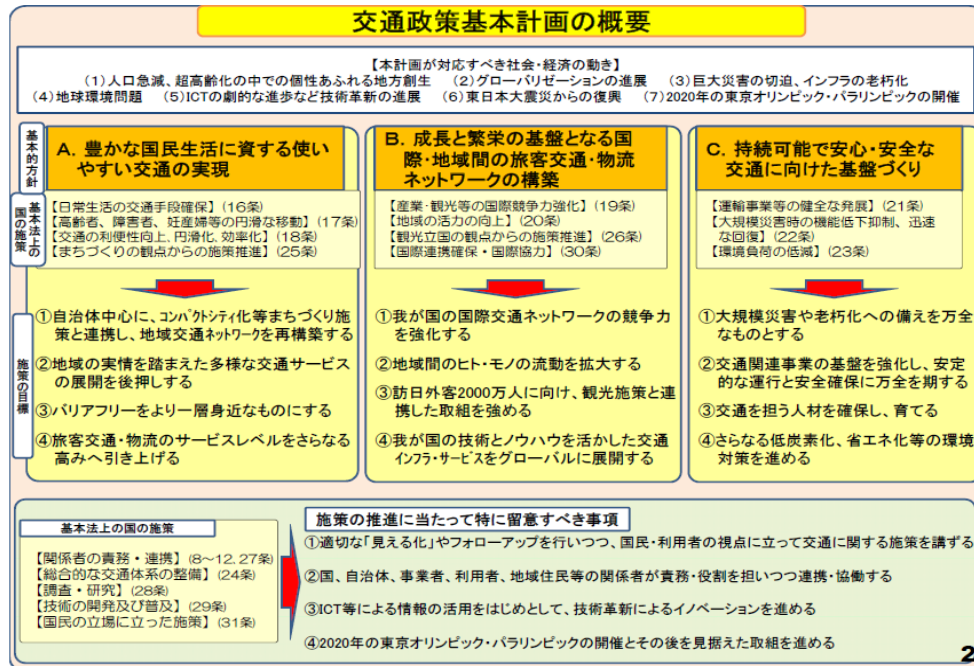 交通政策基本計画の概要
【本計画が対応すべき社会・経済の動き】
(1)人口急減、超高齢化の中での個性あふれる地方創生　(2)グローバリゼーションの進展　(3)巨大災害の切迫、インフラの老朽化
(4)地球環境問題　(5)ICTの劇的な進歩など技術革新の進展　(6)東日本大震災からの復興　(7)2020年の東京オリンピック・パラリンピックの開催
基本的方針
A. 豊かな国民生活に資する使い
やすい交通の実現
B. 成長と繁栄の基盤となる国
際・地域間の旅客交通・物流
ネットワークの構築
C. 持続可能で安心・安全な
交通に向けた基盤づくり
基本法上の
国の施策
【日常生活の交通手段確保】(16条)
【高齢者、障害者、妊産婦等の円滑な移動】(17条)
【交通の利便性向上、円滑化、効率化】(18条)
【まちづくりの観点からの施策推進】(25条)
【産業・観光等の国際競争力強化】(19条)
【地域の活力の向上】(20条)
【観光立国の観点からの施策推進】(26条)
【国際連携確保・国際協力】(30条)
【運輸事業等の健全な発展】(21条)
【大規模災害時の機能低下抑制、迅速
な回復】(22条)
【環境負荷の低減】(23条)
施策の目標
①自治体中心に、コンパクトシティ化等まちづくり施
策と連携し、地域交通ネットワークを再構築する
②地域の実情を踏まえた多様な交通サービス
の展開を後押しする
③バリアフリーをより一層身近なものにする
④旅客交通・物流のサービスレベルをさらなる
高みへ引き上げる
①我が国の国際交通ネットワークの競争力
を強化する
②地域間のヒト・モノの流動を拡大する
③訪日外客2000万人に向け、観光施策と連
携した取組を強める
④我が国の技術とノウハウを活かした交通
インフラ・サービスをグローバルに展開する
①大規模災害や老朽化への備えを万全
なものとする
②交通関連事業の基盤を強化し、安定
的な運行と安全確保に万全を期する
③交通を担う人材を確保し、育てる
④さらなる低炭素化、省エネ化等の環境
対策を進める
基本法上の国の施策
【関係者の責務・連携】(8～12, 27条)
【総合的な交通体系の整備】(24条)
【調査・研究】(28条)
【技術の開発及び普及】(29条)
【国民の立場に立った施策】(31条)
施策の推進に当たって特に留意すべき事項
①適切な「見える化」やフォローアップを行いつつ、国民・利用者の視点に立って交通に関する施策を講ずる
②国、自治体、事業者、利用者、地域住民等の関係者が責務・役割を担いつつ連携・協働する
③ICT等による情報の活用をはじめとして、技術革新によるイノベーションを進める
④2020年の東京オリンピック・パラリンピックの開催とその後を見据えた取組を進める
2